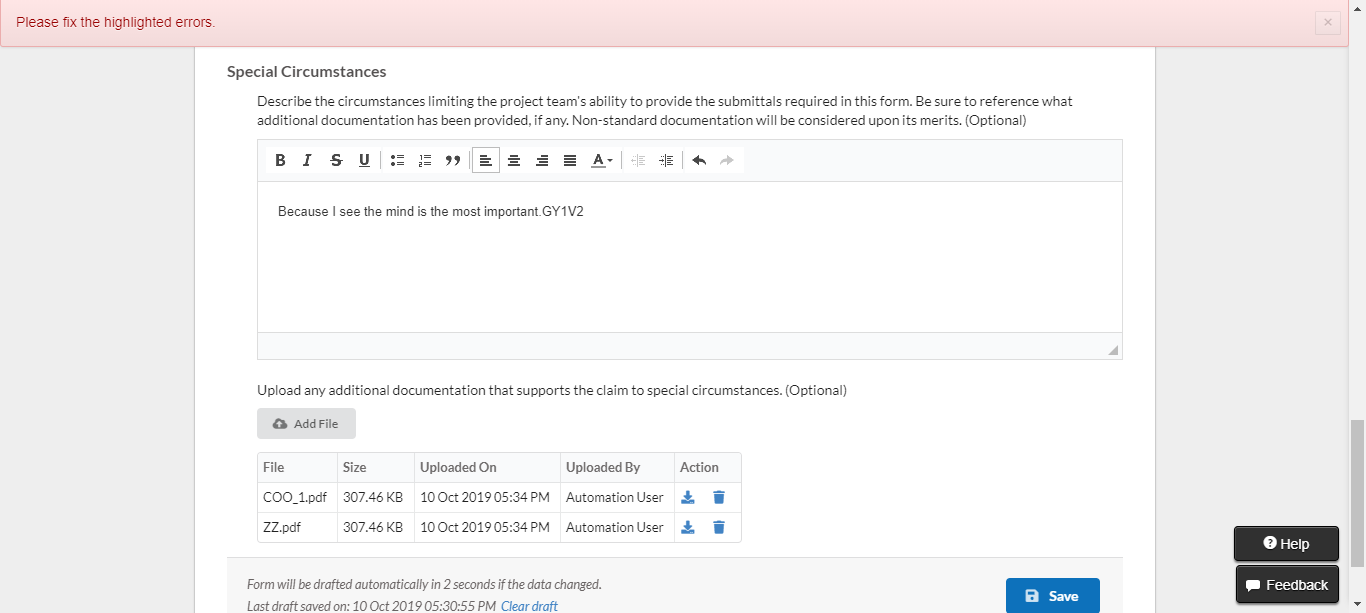 Please fix the highlighted errors.
Special Circumstances
Describe the circumstances limiting the project team's ability to provide the submittals required in this form. Be sure to reference what
additional documentation has been provided, if any. Non-standard documentation will be considered upon its merits. (Optional)
B I S U A
Because I see the mind is the most important.GY1V2
Upload any additional documentation that supports the claim to special circumstances. (Optional)
Add File
File Size Uploaded On Uploaded By Action
COO_1.pdf 307.46 KB 10 Oct 2019 05:34 PM Automation User
ZZ.pdf 307.46 KB 10 Oct 2019 05:34 PM Automation User
Form will be drafted automatically in 2 seconds if the data changed.
Last draft saved on: 10 Oct 2019 05:30:55 PM Clear draft
Save
Help
Feedback